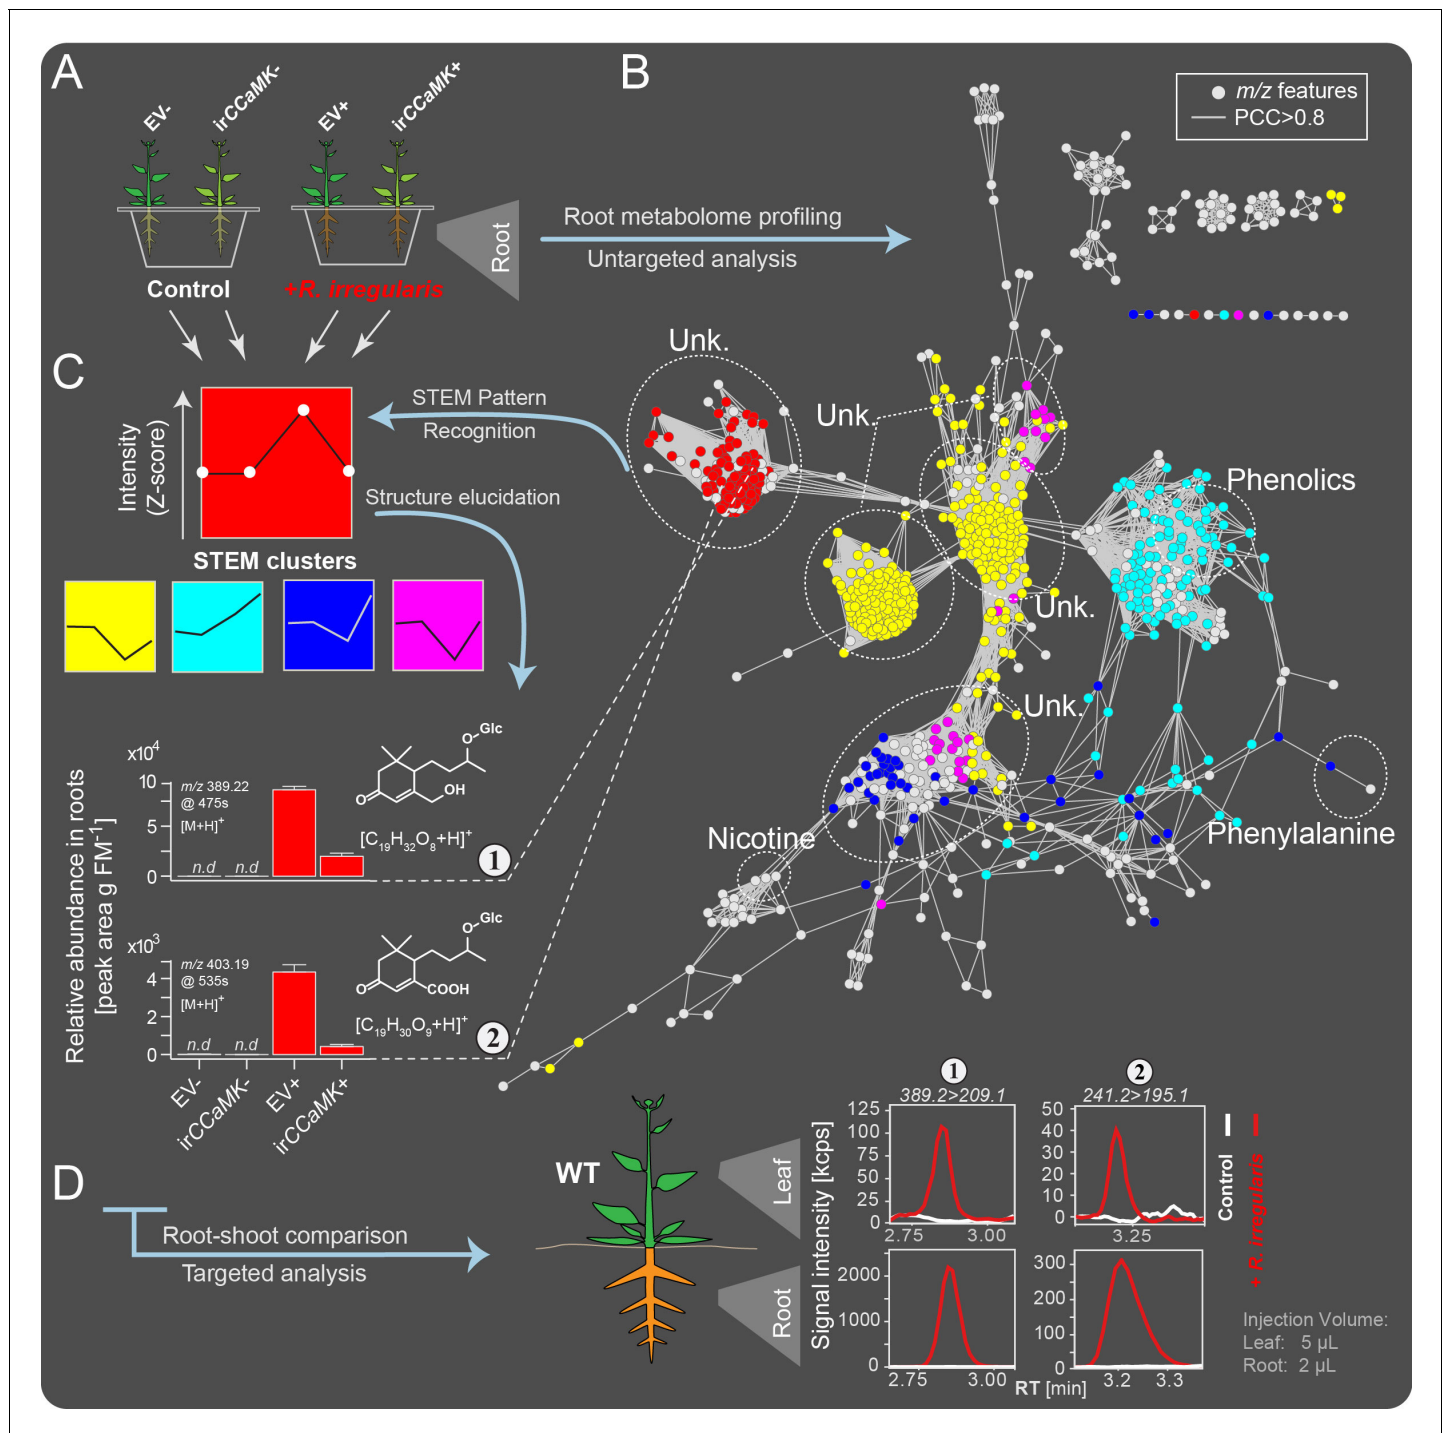 A
EV-
irCCaMK-
EV+
irCCaMK+
Control
+R. irregularis
Root
Root metabolome profiling
Untargeted analysis
B
m/z features
PCC>0.8
Unk.
Unk.
Unk.
Unk.
Phenolics
Phenylalanine
Nicotine
C
Intensity
(Z-score)
STEM Pattern
Recognition
Structure elucidation
STEM clusters
Relative abundance in roots
[peak area g FM-1]
x10⁴
10
5
0
m/z 389.22
@ 475s
[M+H]⁺
n.d
n.d
O-Glc
O
OH
[C₁₉H₃₂O₈+H]⁺
1
x10³
4
2
0
m/z 403.19
@ 535s
[M+H]⁺
n.d
n.d
O-Glc
O
COOH
[C₁₉H₃₀O₉+H]⁺
2
EV-
irCCaMK-
EV+
irCCaMK+
D
Root-shoot comparison
Targeted analysis
WT
Leaf
Root
Signal intensity [kcps]
1
389.2>209.1
125
100
75
50
25
0
2.75
3.00
2
241.2>195.1
50
40
30
20
10
0
3.25
2000
1000
0
2.75
3.00
300
200
100
0
3.2
3.3
RT [min]
Control
+ R. irregularis
Injection Volume:
Leaf: 5 µL
Root: 2 µL